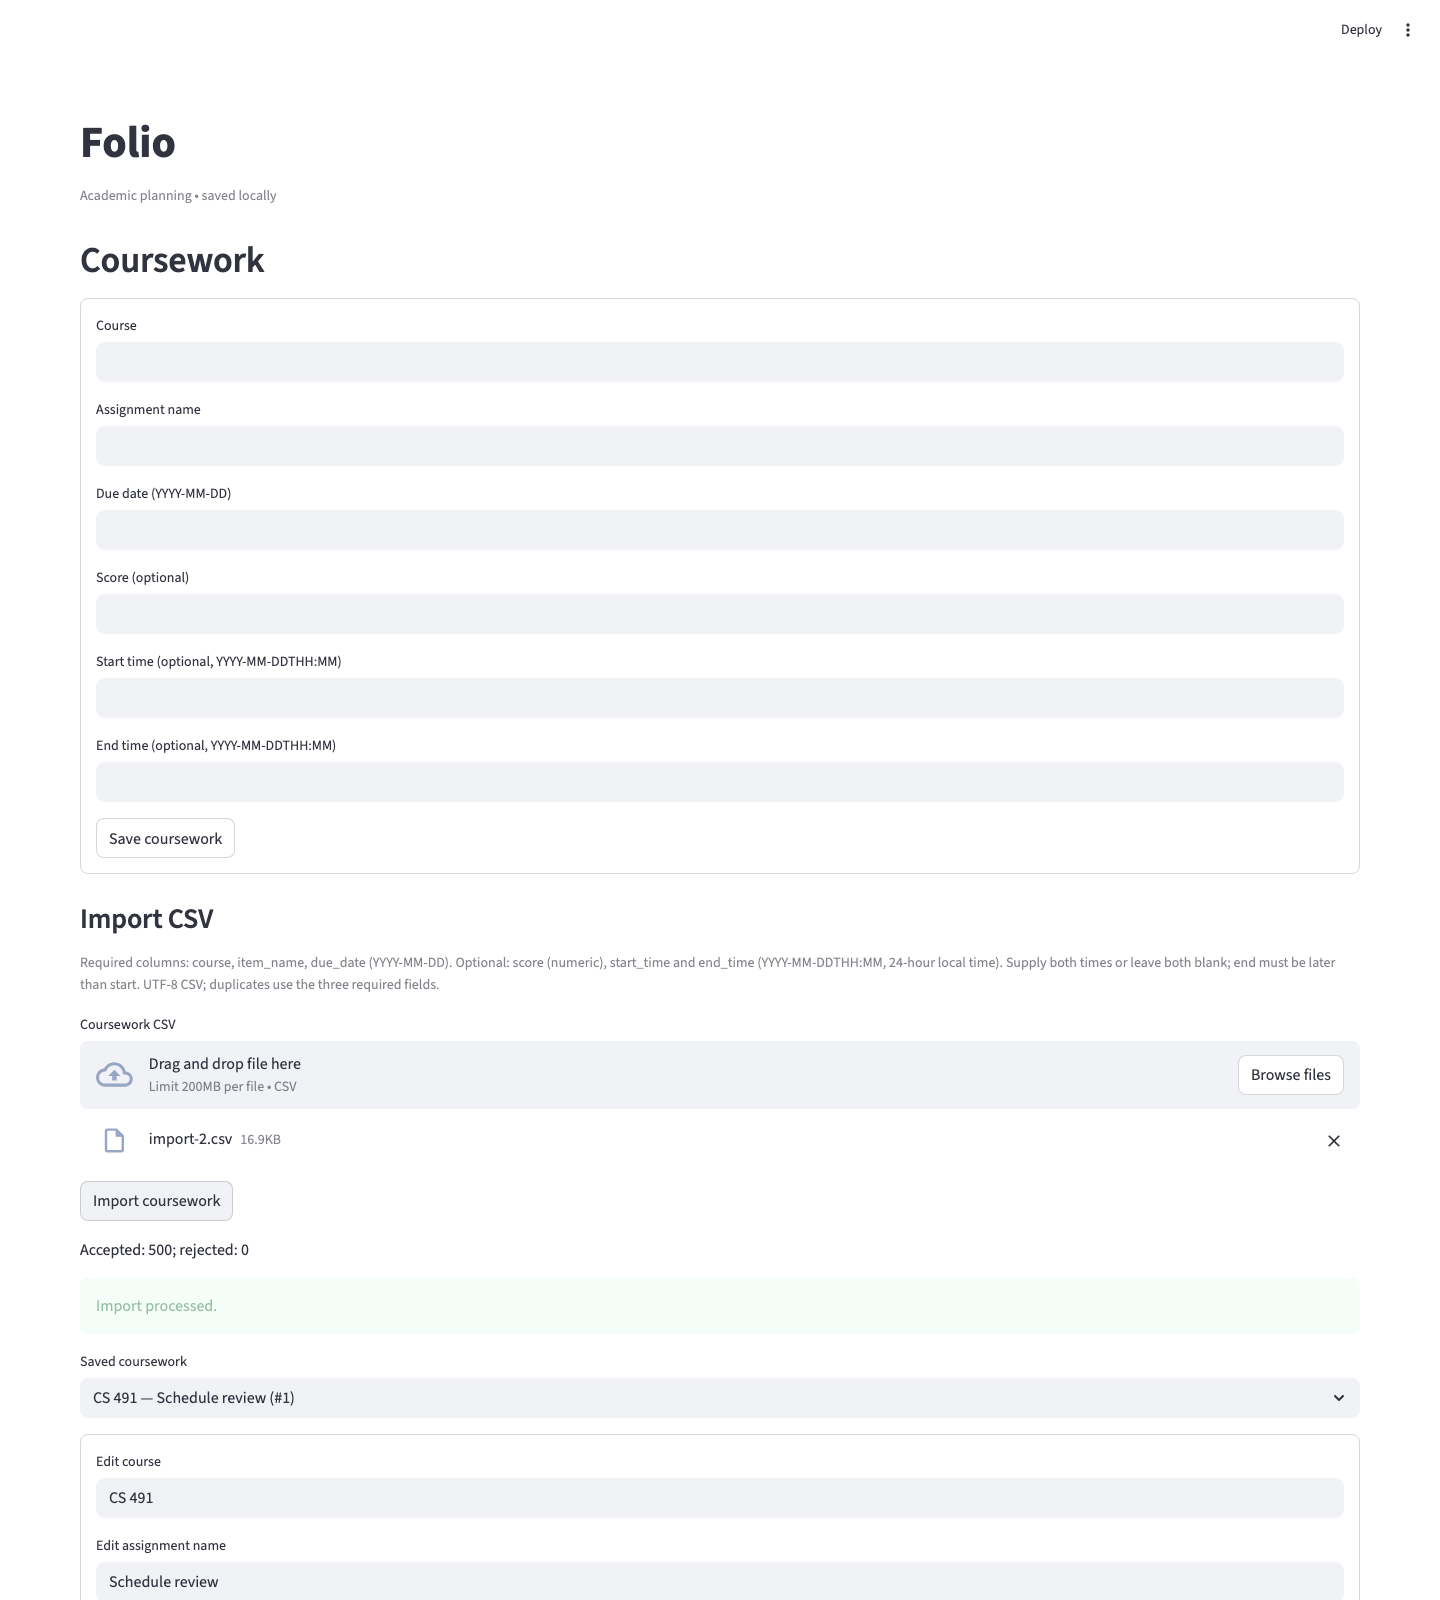 Deploy
Folio
Academic planning • saved locally
Coursework
Course
Assignment name
Due date (YYYY-MM-DD)
Score (optional)
Start time (optional, YYYY-MM-DDTHH:MM)
End time (optional, YYYY-MM-DDTHH:MM)
Save coursework
Import CSV
Required columns: course, item_name, due_date (YYYY-MM-DD). Optional: score (numeric), start_time and end_time (YYYY-MM-DDTHH:MM, 24-hour local time). Supply both times or leave both blank; end must be later
than start. UTF-8 CSV; duplicates use the three required fields.
Coursework CSV
Drag and drop file here
Limit 200MB per file • CSV
Browse files
import-2.csv 16.9KB
Import coursework
Accepted: 500; rejected: 0
Import processed.
Saved coursework
CS 491 — Schedule review (#1)
Edit course
CS 491
Edit assignment name
Schedule review